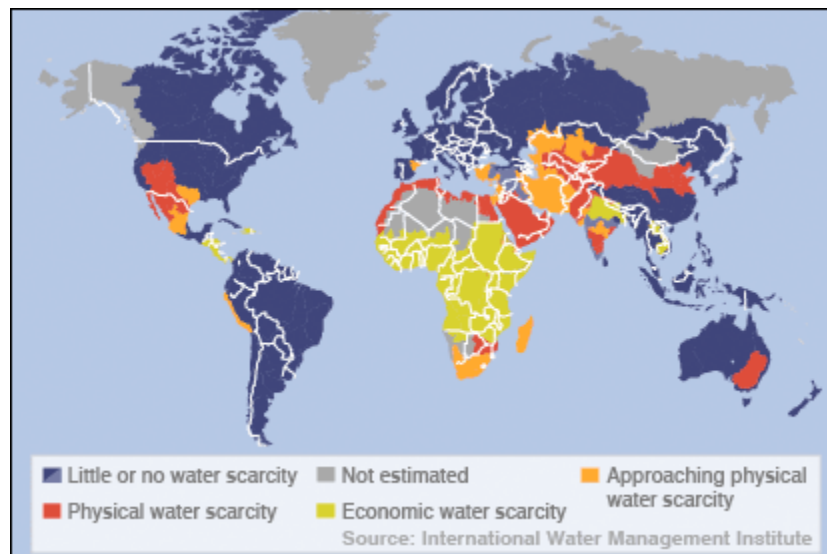 Little or no water scarcity
Not estimated
Approaching physical
water scarcity
Physical water scarcity
Economic water scarcity
Source: International Water Management Institute